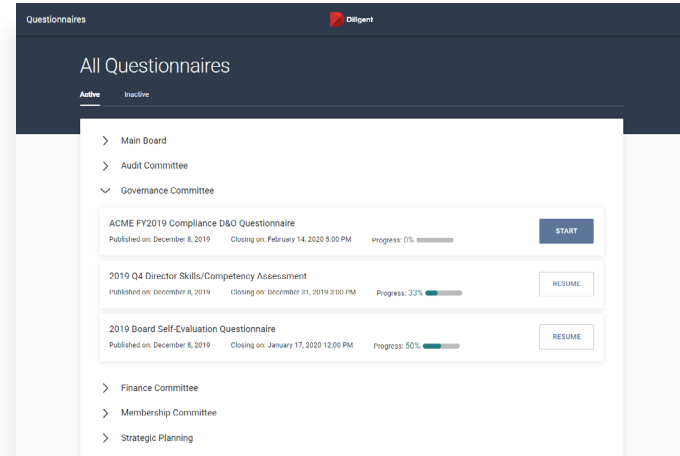 Questionnaires
Diligent
All Questionnaires
Active Inactive
Main Board
Audit Committee
Governance Committee
ACME FY2019 Compliance D&O Questionnaire
Published on: December 8, 2019 Closing on: February 14, 2020 5:00 PM Progress: 0%
START
2019 Q4 Director Skills/Competency Assessment
Published on: December 8, 2019 Closing on: December 31, 2019 3:00 PM Progress: 33%
RESUME
2019 Board Self-Evaluation Questionnaire
Published on: December 8, 2019 Closing on: January 17, 2020 12:00 PM Progress: 50%
RESUME
Finance Committee
Membership Committee
Strategic Planning